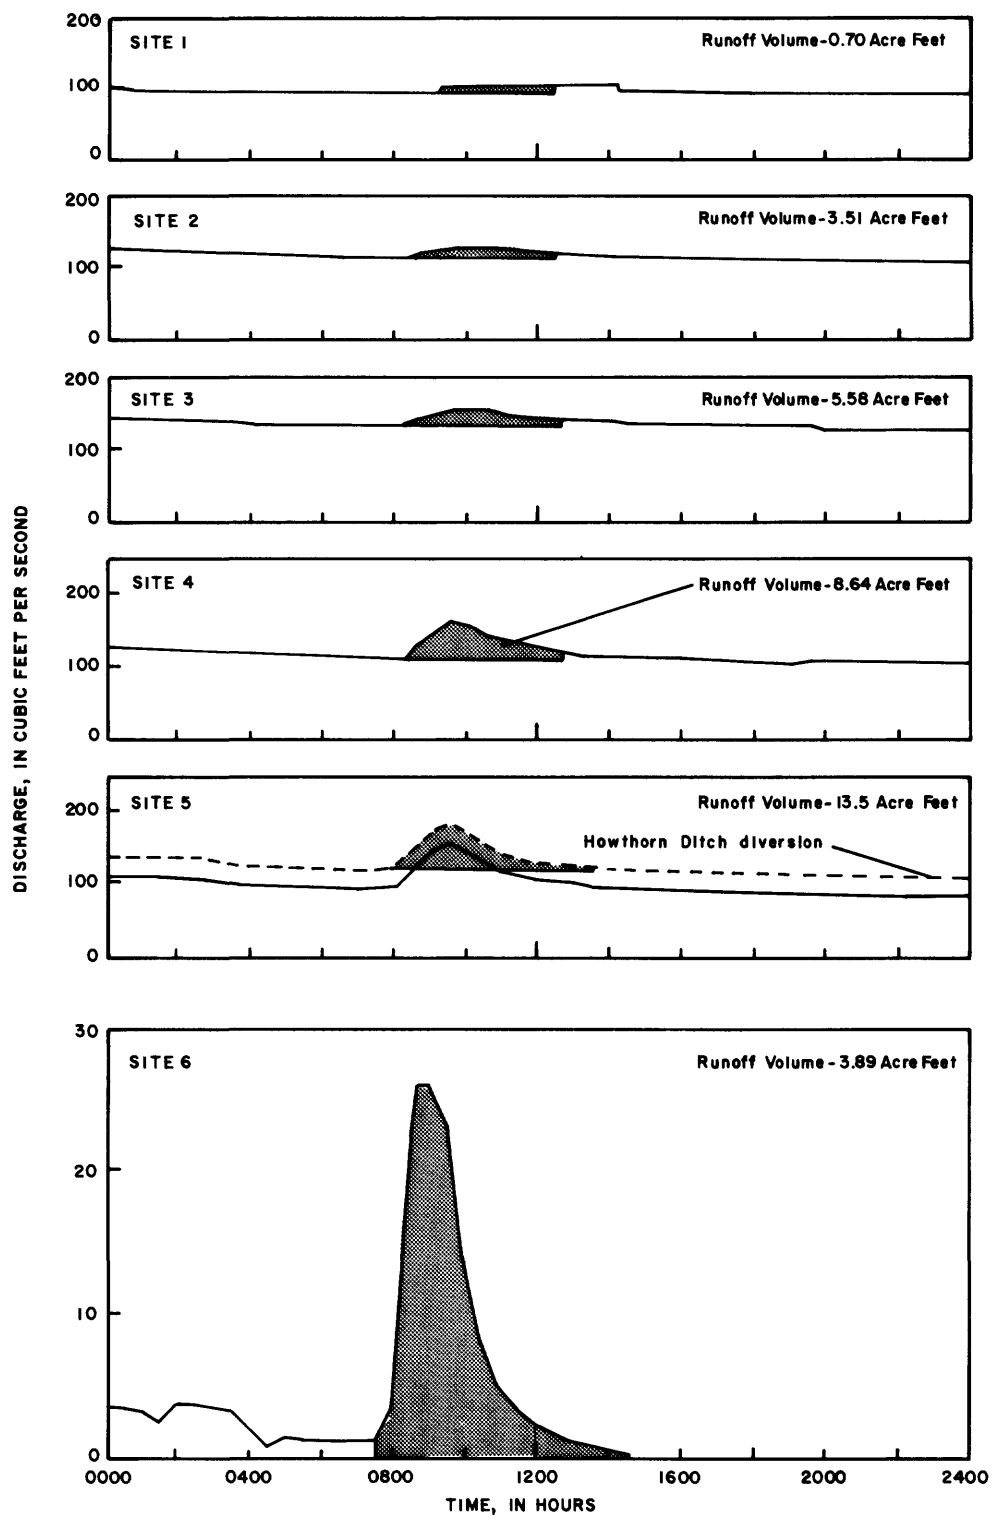 DISCHARGE, IN CUBIC FEET PER SECOND
200
SITE 1
Runoff Volume-0.70 Acre Feet
100
0
200
SITE 2
Runoff Volume-3.51 Acre Feet
100
0
200
SITE 3
Runoff Volume-5.58 Acre Feet
100
0
SITE 4
Runoff Volume-8.64 Acre Feet
200
100
0
SITE 5
Runoff Volume-13.5 Acre Feet
200
Howthorn Ditch diversion
100
0
30
SITE 6
Runoff Volume-3.89 Acre Feet
20
10
0
0000 0400 0800 1200 1600 2000 2400
TIME, IN HOURS